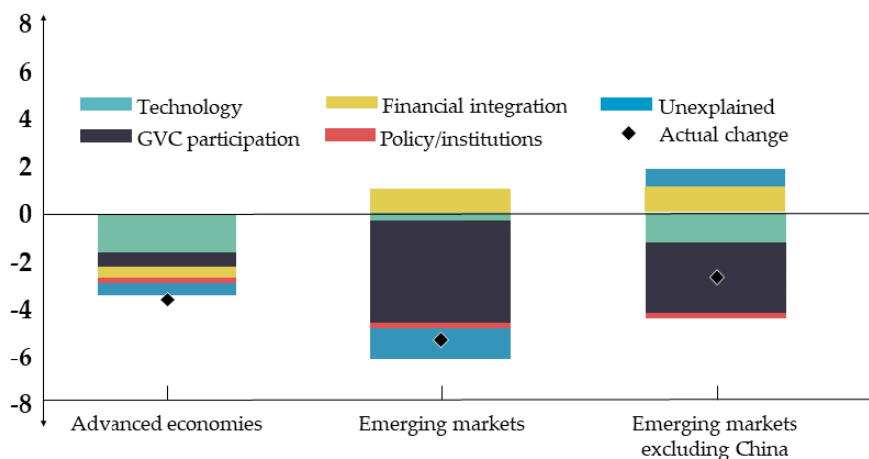 8
6
4
2
0
-2
-4
-6
-8
Technology
Financial integration
Unexplained
GVC participation
Policy/institutions
Actual change
Advanced economies
Emerging markets
Emerging markets
excluding China